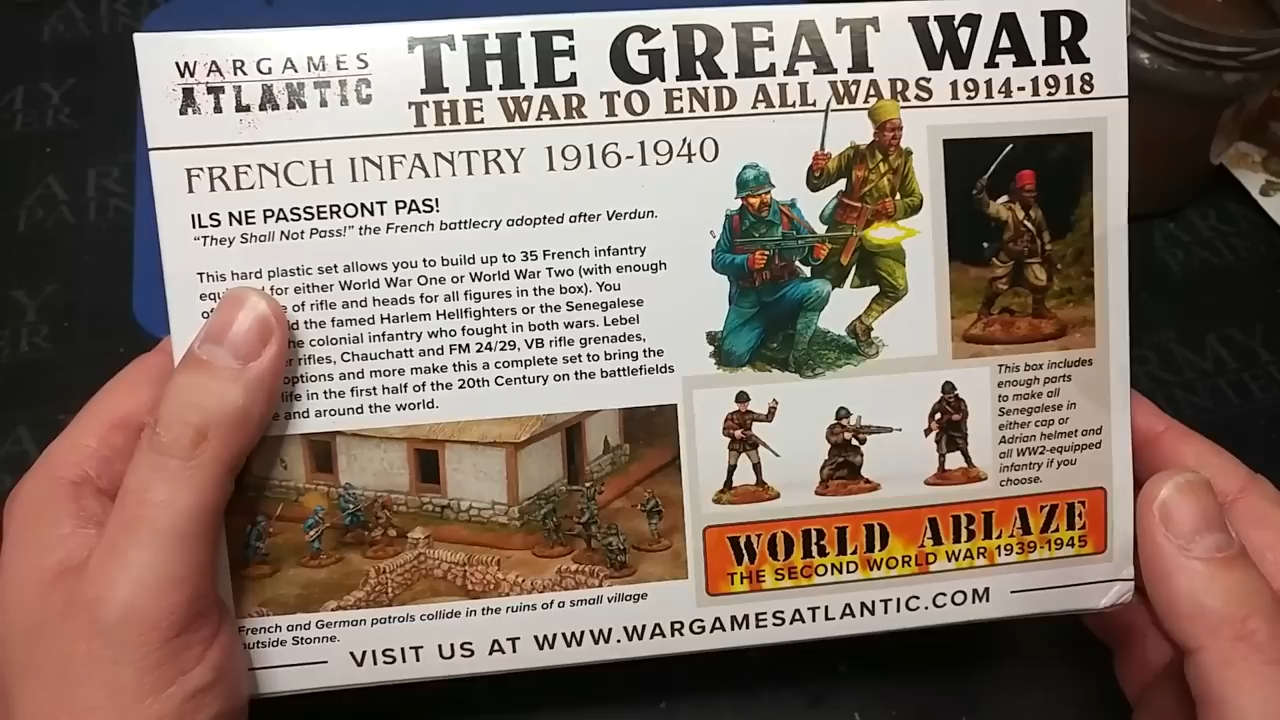 WARGAMES
ATLANTIC
THE GREAT WAR
THE WAR TO END ALL WARS 1914-1918
FRENCH INFANTRY 1916-1940
ILS NE PASSERONT PAS!
“They Shall Not Pass!” the French battlecry adopted after Verdun.
This hard plastic set allows you to build up to 35 French infantry
for either World War One or World War Two (with enough
of rifle and heads for all figures in the box). You
the famed Harlem Hellfighters or the Senegalese
colonial infantry who fought in both wars. Lebel
rifles, Chauchatt and FM 24/29, VB rifle grenades,
options and more make this a complete set to bring the
life in the first half of the 20th Century on the battlefields
and around the world.
This box includes
enough parts
to make all
Senegalese in
either cap or
Adrian helmet and
all WW2-equipped
infantry if you
choose.
WORLD ABLAZE
THE SECOND WORLD WAR 1939-1945
French and German patrols collide in the ruins of a small village
outside Stonne.
VISIT US AT WWW.WARGAMESATLANTIC.COM